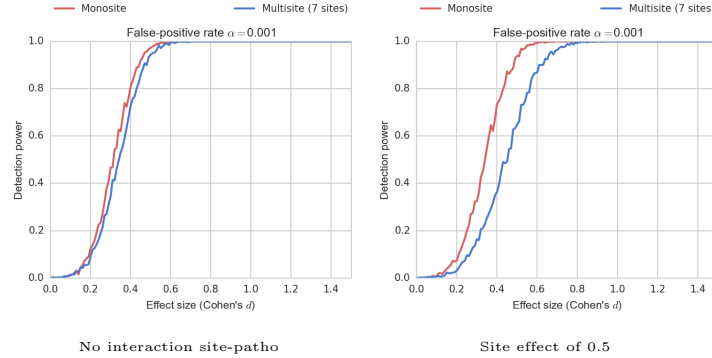 Monosite
Multisite (7 sites)
False-positive rate α=0.001
Detection power
1.0
0.8
0.6
0.4
0.2
0.0
0.0 0.2 0.4 0.6 0.8 1.0 1.2 1.4
Effect size (Cohen's d)
No interaction site-patho
Monosite
Multisite (7 sites)
False-positive rate α=0.001
Detection power
1.0
0.8
0.6
0.4
0.2
0.0
0.0 0.2 0.4 0.6 0.8 1.0 1.2 1.4
Effect size (Cohen's d)
Site effect of 0.5